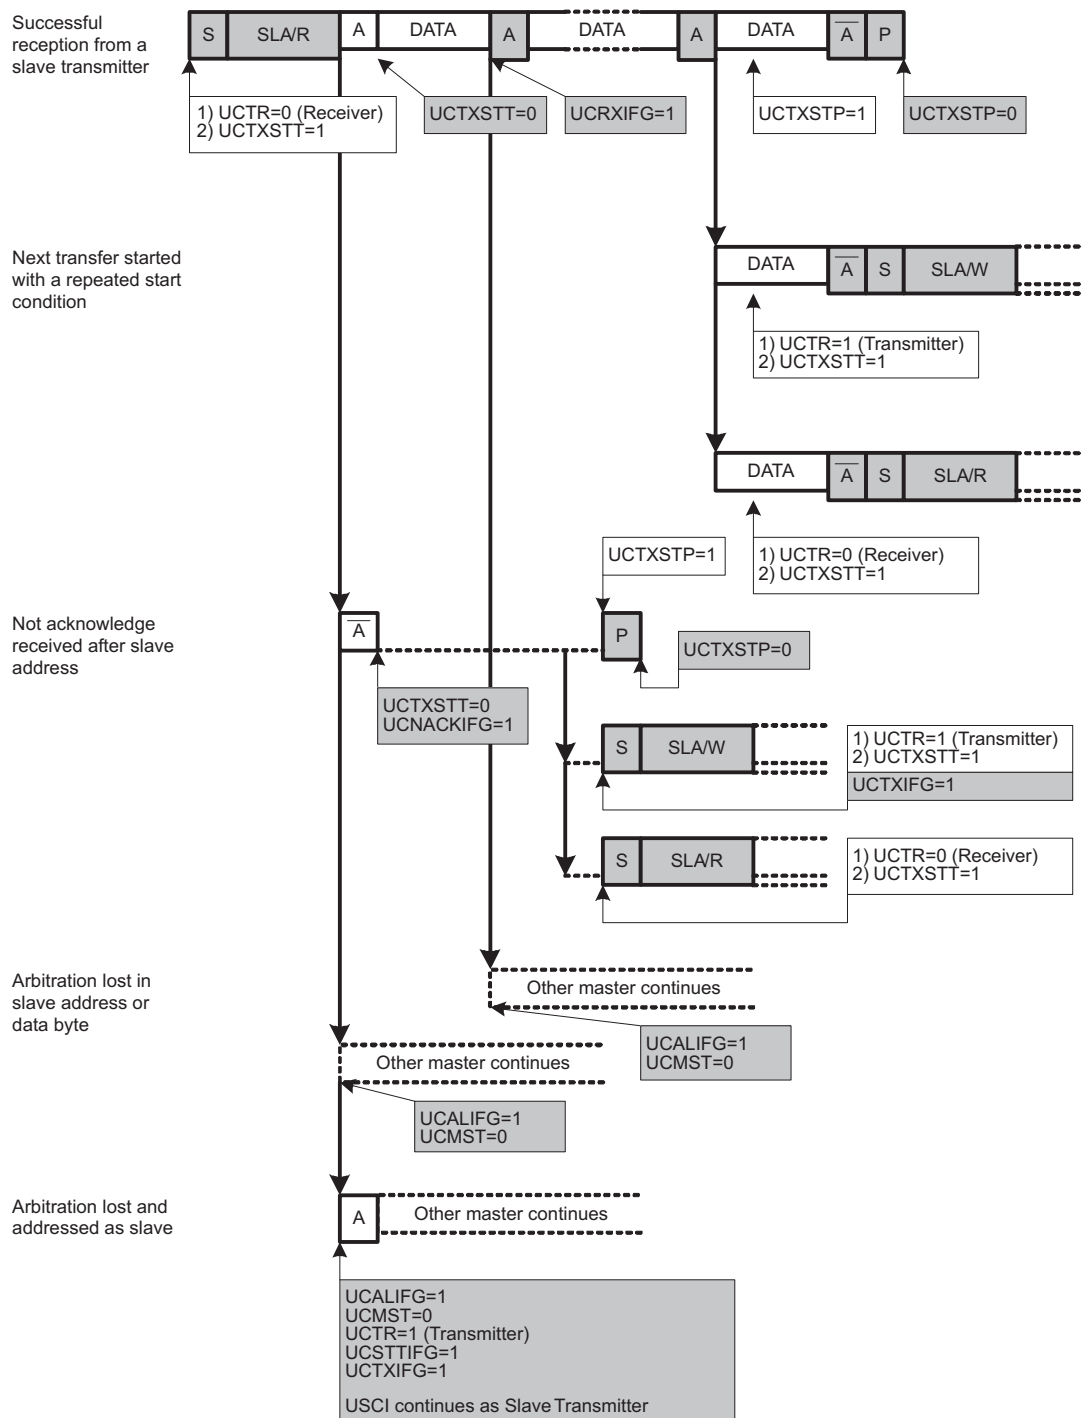 Successful
reception from a
slave transmitter
S SLA/R A DATA A DATA A DATA A P
1) UCTR=0 (Receiver)
2) UCTXSTT=1
UCTXSTT=0
UCRXIFG=1
UCTXSTP=1
UCTXSTP=0
Next transfer started
with a repeated start
condition
DATA A S SLA/W
1) UCTR=1 (Transmitter)
2) UCTXSTT=1
DATA A S SLA/R
1) UCTR=0 (Receiver)
2) UCTXSTT=1
UCTXSTP=1
Not acknowledge
received after slave
address
A
P
UCTXSTP=0
UCTXSTT=0
UCNACKIFG=1
S SLA/W
1) UCTR=1 (Transmitter)
2) UCTXSTT=1
UCTXIFG=1
S SLA/R
1) UCTR=0 (Receiver)
2) UCTXSTT=1
Arbitration lost in
slave address or
data byte
Other master continues
UCALIFG=1
UCMST=0
Other master continues
UCALIFG=1
UCMST=0
Arbitration lost and
addressed as slave
A Other master continues
UCALIFG=1
UCMST=0
UCTR=1 (Transmitter)
UCSTTIFG=1
UCTXIFG=1
USCI continues as Slave Transmitter